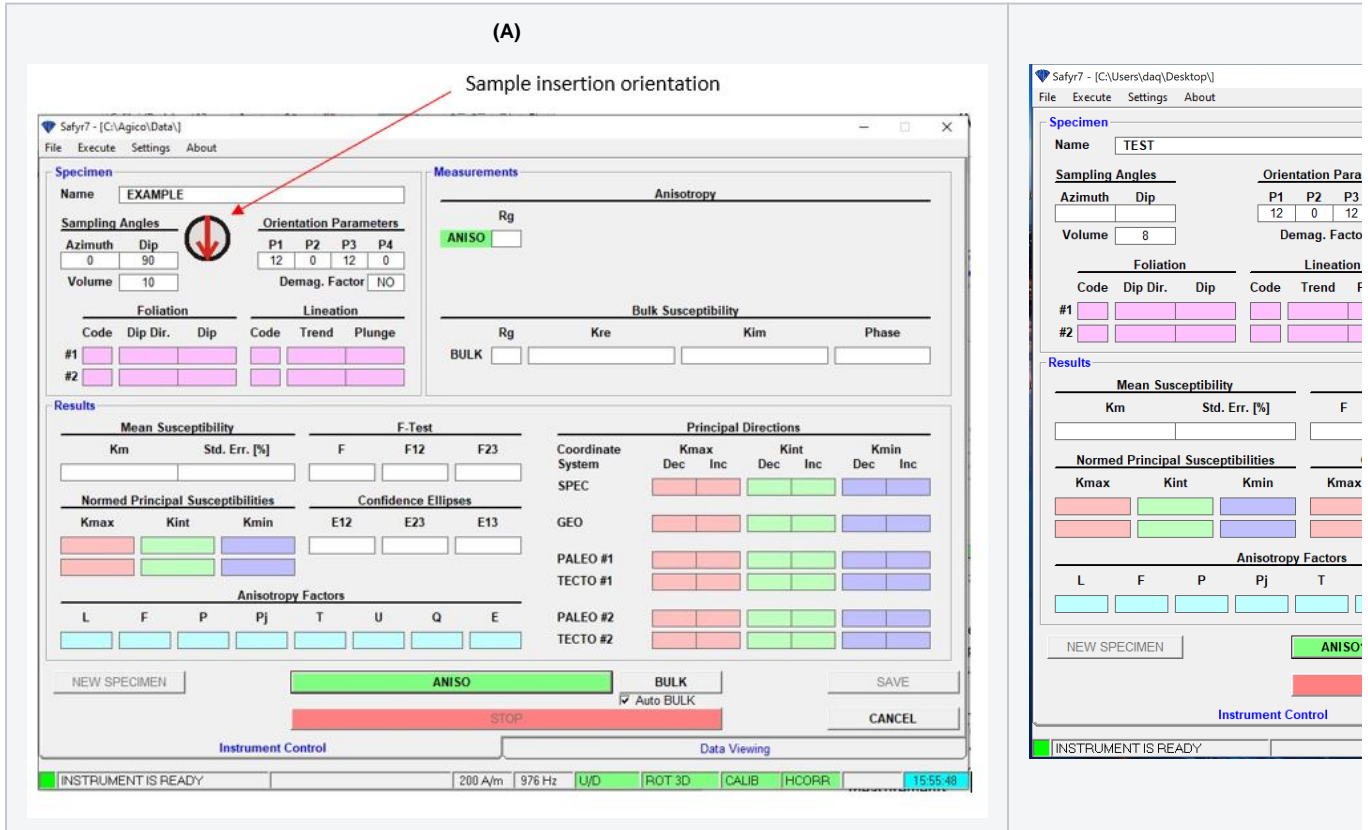 (A)
Sample insertion orientation
Safyr7 - [C:\Agico\Data\]
File Execute Settings About
Specimen
Name EXAMPLE
Sampling Angles Orientation Parameters
Azimuth Dip P1 P2 P3 P4
0 90 12 0 12 0
Volume 10 Demag. Factor NO
Foliation Lineation
Code Dip Dir. Dip Code Trend Plunge
#1
#2
Measurements
Anisotropy
Rg
ANISO
Bulk Susceptibility
Rg Kre Kim Phase
BULK
Results
Mean Susceptibility F-Test Principal Directions
Km Std. Err. [%] F F12 F23 Coordinate System Kmax Kint Kmin
Dec Inc Dec Inc Dec Inc
SPEC
Normed Principal Susceptibilities Confidence Ellipses
Kmax Kint Kmin E12 E23 E13 GEO
PALEO #1
TECTO #1
Anisotropy Factors
L F P Pj T U Q E PALEO #2
TECTO #2
NEW SPECIMEN ANISO BULK SAVE
Auto BULK
STOP CANCEL
Instrument Control Data Viewing
INSTRUMENT IS READY 200 A/m 976 Hz U/D ROT 3D CALIB HCORR 15:55:48
Safyr7 - [C:\Users\daq\Desktop\]
File Execute Settings About
Specimen
Name TEST
Sampling Angles Orientation Para
Azimuth Dip P1 P2 P3
12 0 12
Volume 8 Demag. Facto
Foliation Lineation
Code Dip Dir. Dip Code Trend
#1
#2
Results
Mean Susceptibility
Km Std. Err. [%] F
Normed Principal Susceptibilities
Kmax Kint Kmin Kmax
Anisotropy Factors
L F P Pj T
NEW SPECIMEN ANISO
Instrument Control
INSTRUMENT IS READY